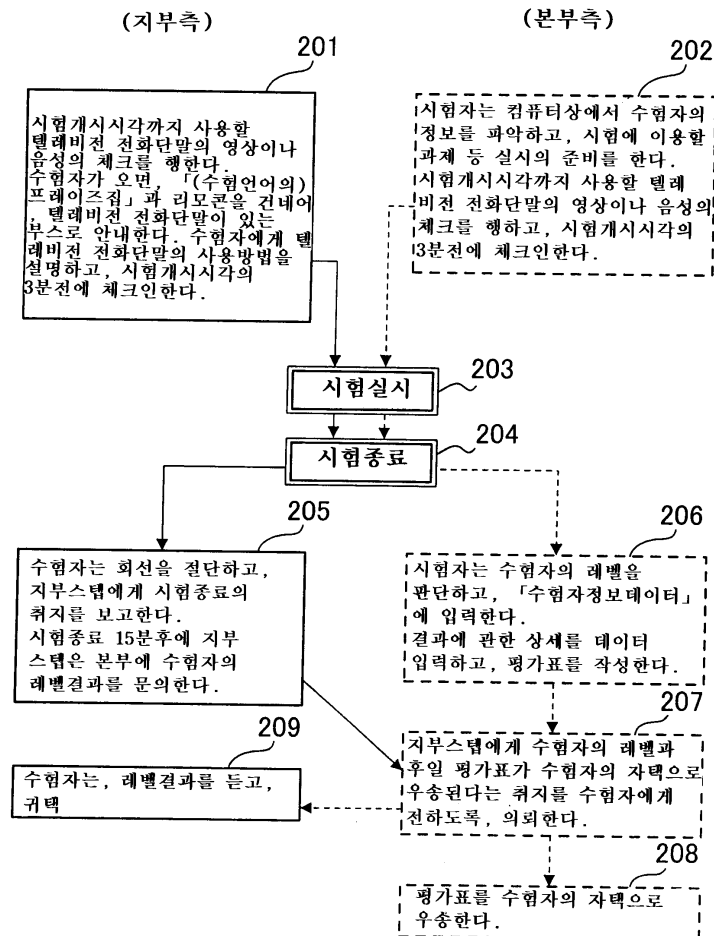 (지부측)
(본부측)
201
시험개시시각까지 사용할
텔레비전 전화단말의 영상이나
음성의 체크를 행한다.
수험자가 오면, 「(수험언어의)
프레이즈집」과 리모콘을 건네어
, 텔레비전 전화단말이 있는
부스로 안내한다. 수험자에게 텔
레비전 전화단말의 사용방법을
설명하고, 시험개시시각의
3분전에 체크인한다.
202
시험자는 컴퓨터상에서 수험자의
정보를 파악하고, 시험에 이용할
과제 등 실시의 준비를 한다.
시험개시시각까지 사용할 텔레
비전 전화단말의 영상이나 음성의
체크를 행하고, 시험개시시각의
3분전에 체크인한다.
203
시험실시
204
시험종료
205
수험자는 회선을 절단하고,
지부스텝에게 시험종료의
취지를 보고한다.
시험종료 15분후에 지부
스텝은 본부에 수험자의
레벨결과를 문의한다.
206
시험자는 수험자의 레벨을
판단하고, 「수험자정보데이터」
에 입력한다.
결과에 관한 상세를 데이터
입력하고, 평가표를 작성한다.
207
지부스텝에게 수험자의 레벨과
후일 평가표가 수험자의 자택으로
우송된다는 취지를 수험자에게
전하도록, 의뢰한다.
209
수험자는, 레벨결과를 듣고,
귀택
208
평가표를 수험자의 자택으로
우송한다.